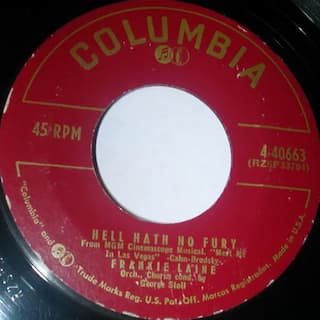 COLUMBIA
45 RPM
4-40663
(RZSP 33784)
HELL HATH NO FURY
From MGM Cinemascope Musical, "Meet Me
In Las Vegas" -Cahn-Brodsky-
FRANKIE LAINE
Orch. Chorus cond. by
George Stoll
"Columbia" and Trade Marks Reg. U.S. Pat. Off. Marcas Registradas. Made in U.S.A.